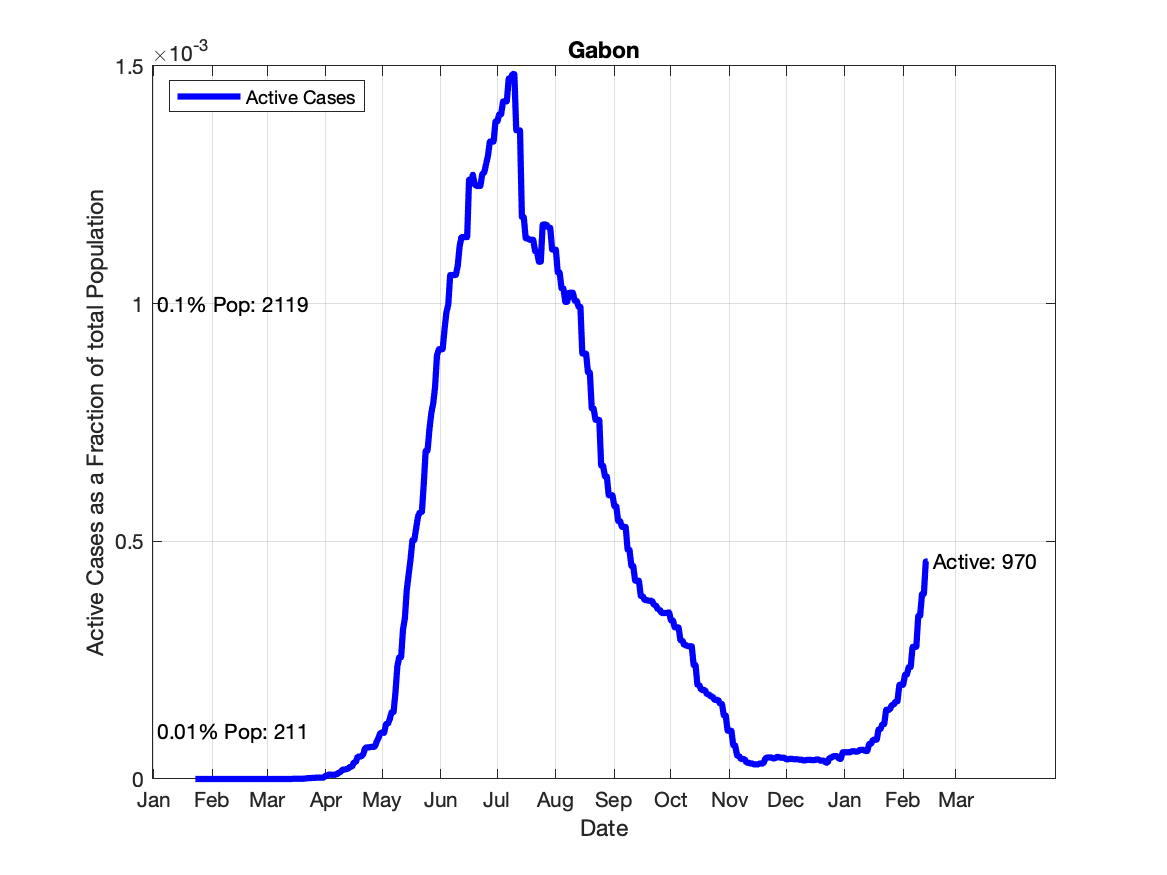 Gabon
×10-3
1.5
Active Cases
1
0.1% Pop: 2119
0.5
Active: 970
0.01% Pop: 211
0
Active Cases as a Fraction of total Population
Jan Feb Mar Apr May Jun Jul Aug Sep Oct Nov Dec Jan Feb Mar
Date